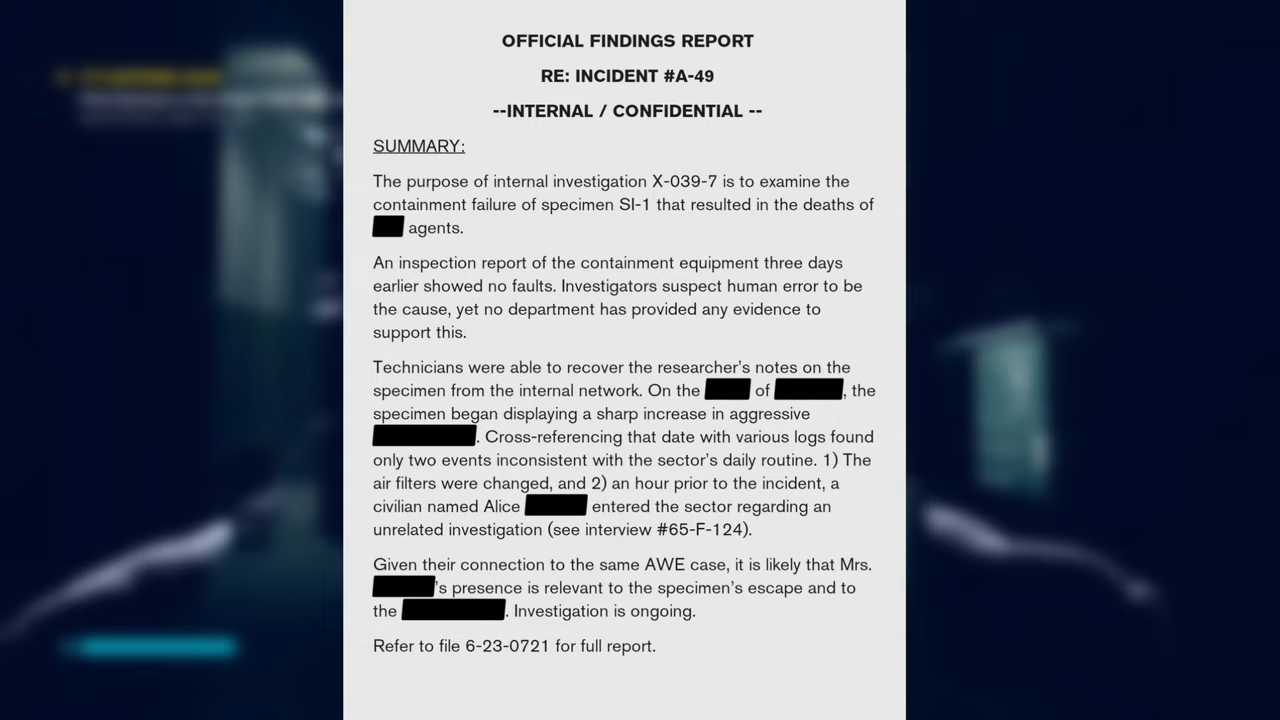 OFFICIAL FINDINGS REPORT
RE: INCIDENT #A-49
--INTERNAL / CONFIDENTIAL --
SUMMARY:
The purpose of internal investigation X-039-7 is to examine the
containment failure of specimen SI-1 that resulted in the deaths of
agents.
An inspection report of the containment equipment three days
earlier showed no faults. Investigators suspect human error to be
the cause, yet no department has provided any evidence to
support this.
Technicians were able to recover the researcher's notes on the
specimen from the internal network. On the of , the
specimen began displaying a sharp increase in aggressive
. Cross-referencing that date with various logs found
only two events inconsistent with the sector's daily routine. 1) The
air filters were changed, and 2) an hour prior to the incident, a
civilian named Alice entered the sector regarding an
unrelated investigation (see interview #65-F-124).
Given their connection to the same AWE case, it is likely that Mrs.
's presence is relevant to the specimen's escape and to
the . Investigation is ongoing.
Refer to file 6-23-0721 for full report.